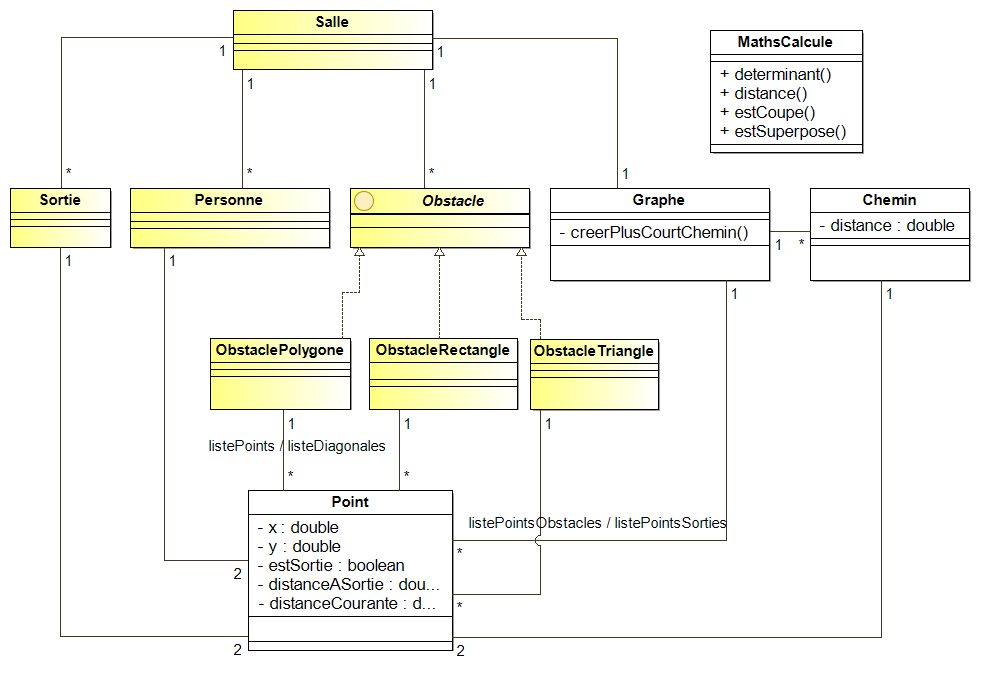 Salle
MathsCalcule
+ determinant()
+ distance()
+ estCoupe()
+ estSuperpose()
1
1
1
1
*
*
*
1
Sortie
Personne
Obstacle
Graphe
- creerPlusCourtChemin()
Chemin
- distance : double
1
*
1
1
1
1
ObstaclePolygone
ObstacleRectangle
ObstacleTriangle
1
1
1
listePoints / listeDiagonales
*
*
Point
- x : double
- y : double
- estSortie : boolean
- distanceASortie : dou...
- distanceCourante : d...
listePointsObstacles / listePointsSorties
*
2
*
2
2